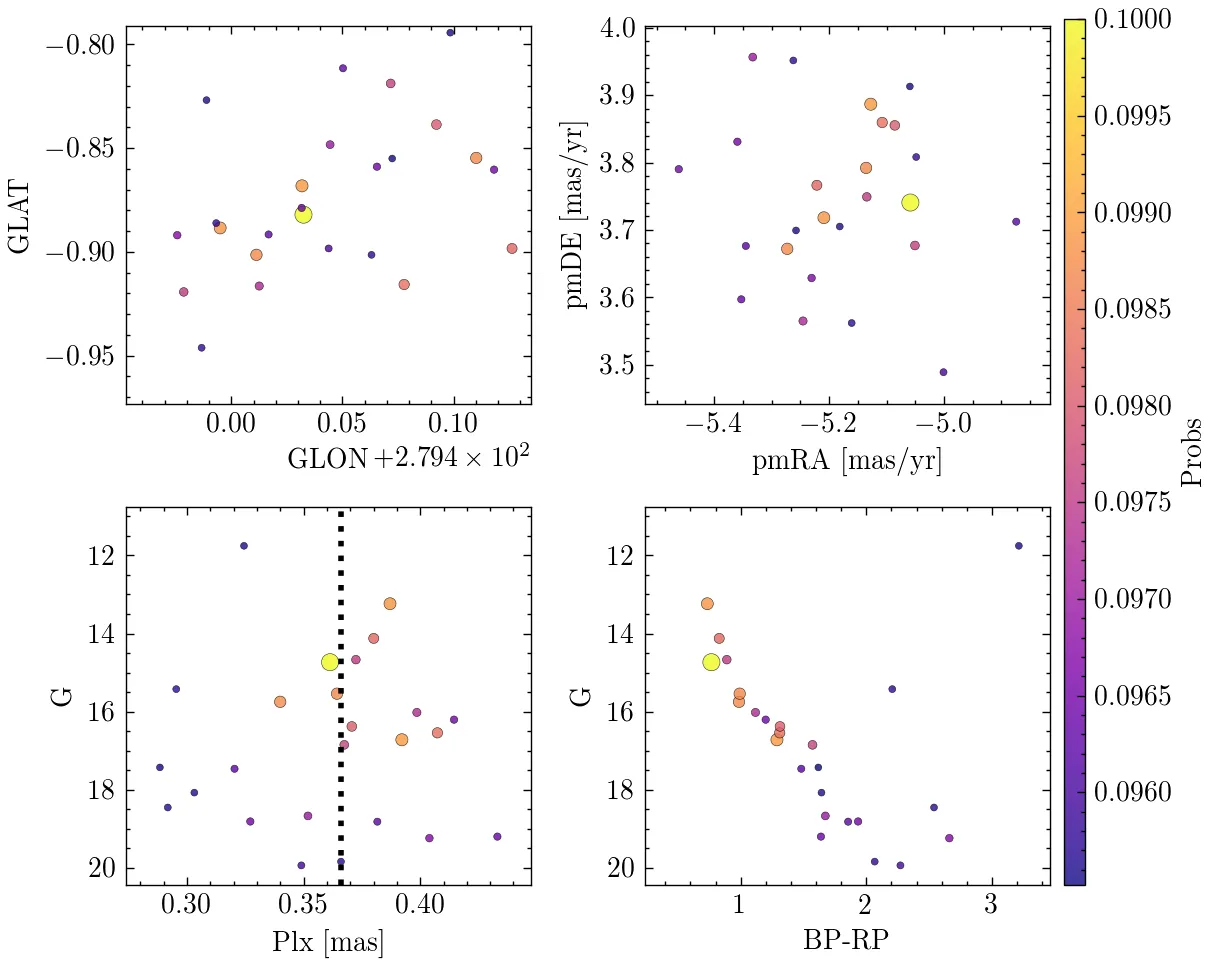 −0.80
−0.85
−0.90
−0.95
GLAT
0.00 0.05 0.10
GLON +2.794 × 10²
4.0
3.9
3.8
3.7
3.6
3.5
pmDE [mas/yr]
−5.4 −5.2 −5.0
pmRA [mas/yr]
12
14
16
18
20
G
0.30 0.35 0.40
Plx [mas]
12
14
16
18
20
G
1 2 3
BP-RP
0.1000
0.0995
0.0990
0.0985
0.0980
0.0975
0.0970
0.0965
0.0960
Probs